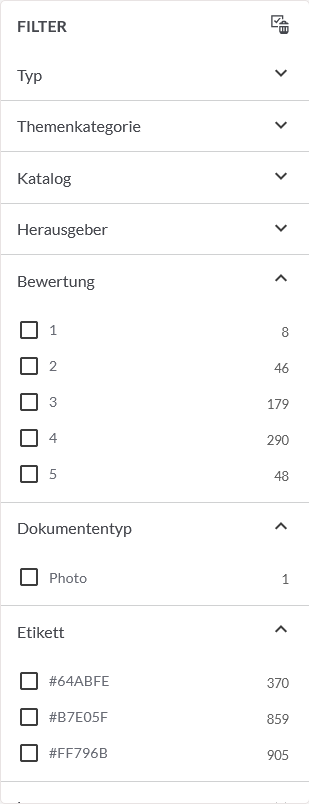 FILTER
Typ
Themenkategorie
Katalog
Herausgeber
Bewertung
1 8
2 46
3 179
4 290
5 48
Dokumententyp
Photo 1
Etikett
#64ABFE 370
#B7E05F 859
#FF796B 905